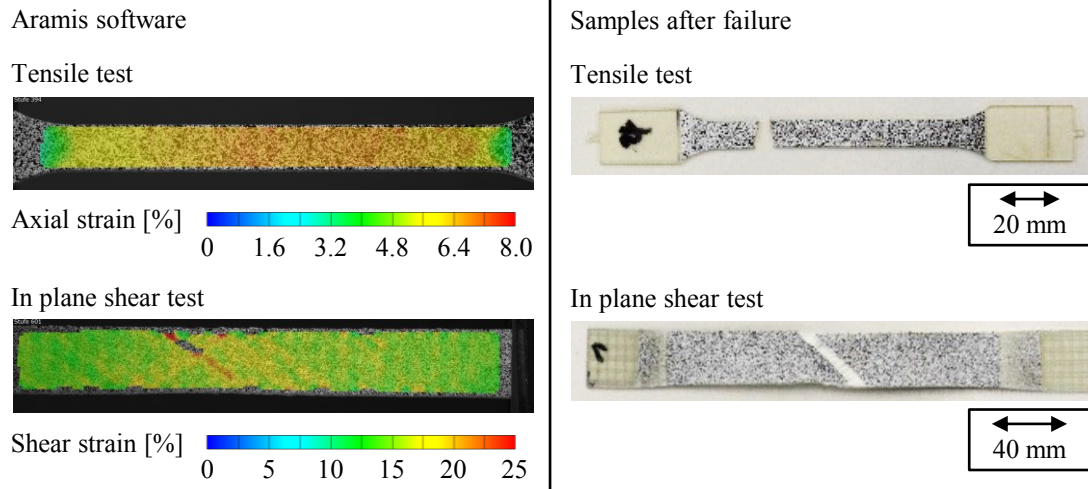 Aramis software
Tensile test
Stufe 394
Axial strain [%]
0 1.6 3.2 4.8 6.4 8.0
In plane shear test
Stufe 601
Shear strain [%]
0 5 10 15 20 25
Samples after failure
Tensile test
20 mm
In plane shear test
40 mm